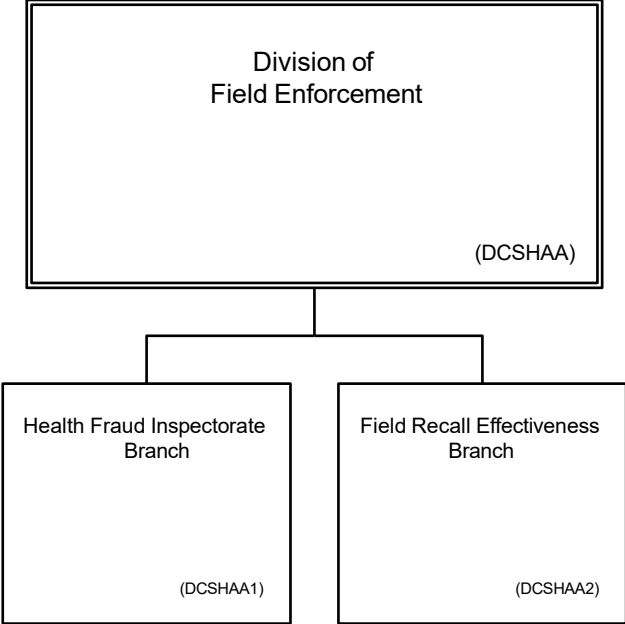 Division of
Field Enforcement
(DCSHAA)
Health Fraud Inspectorate
Branch
(DCSHAA1)
Field Recall Effectiveness
Branch
(DCSHAA2)